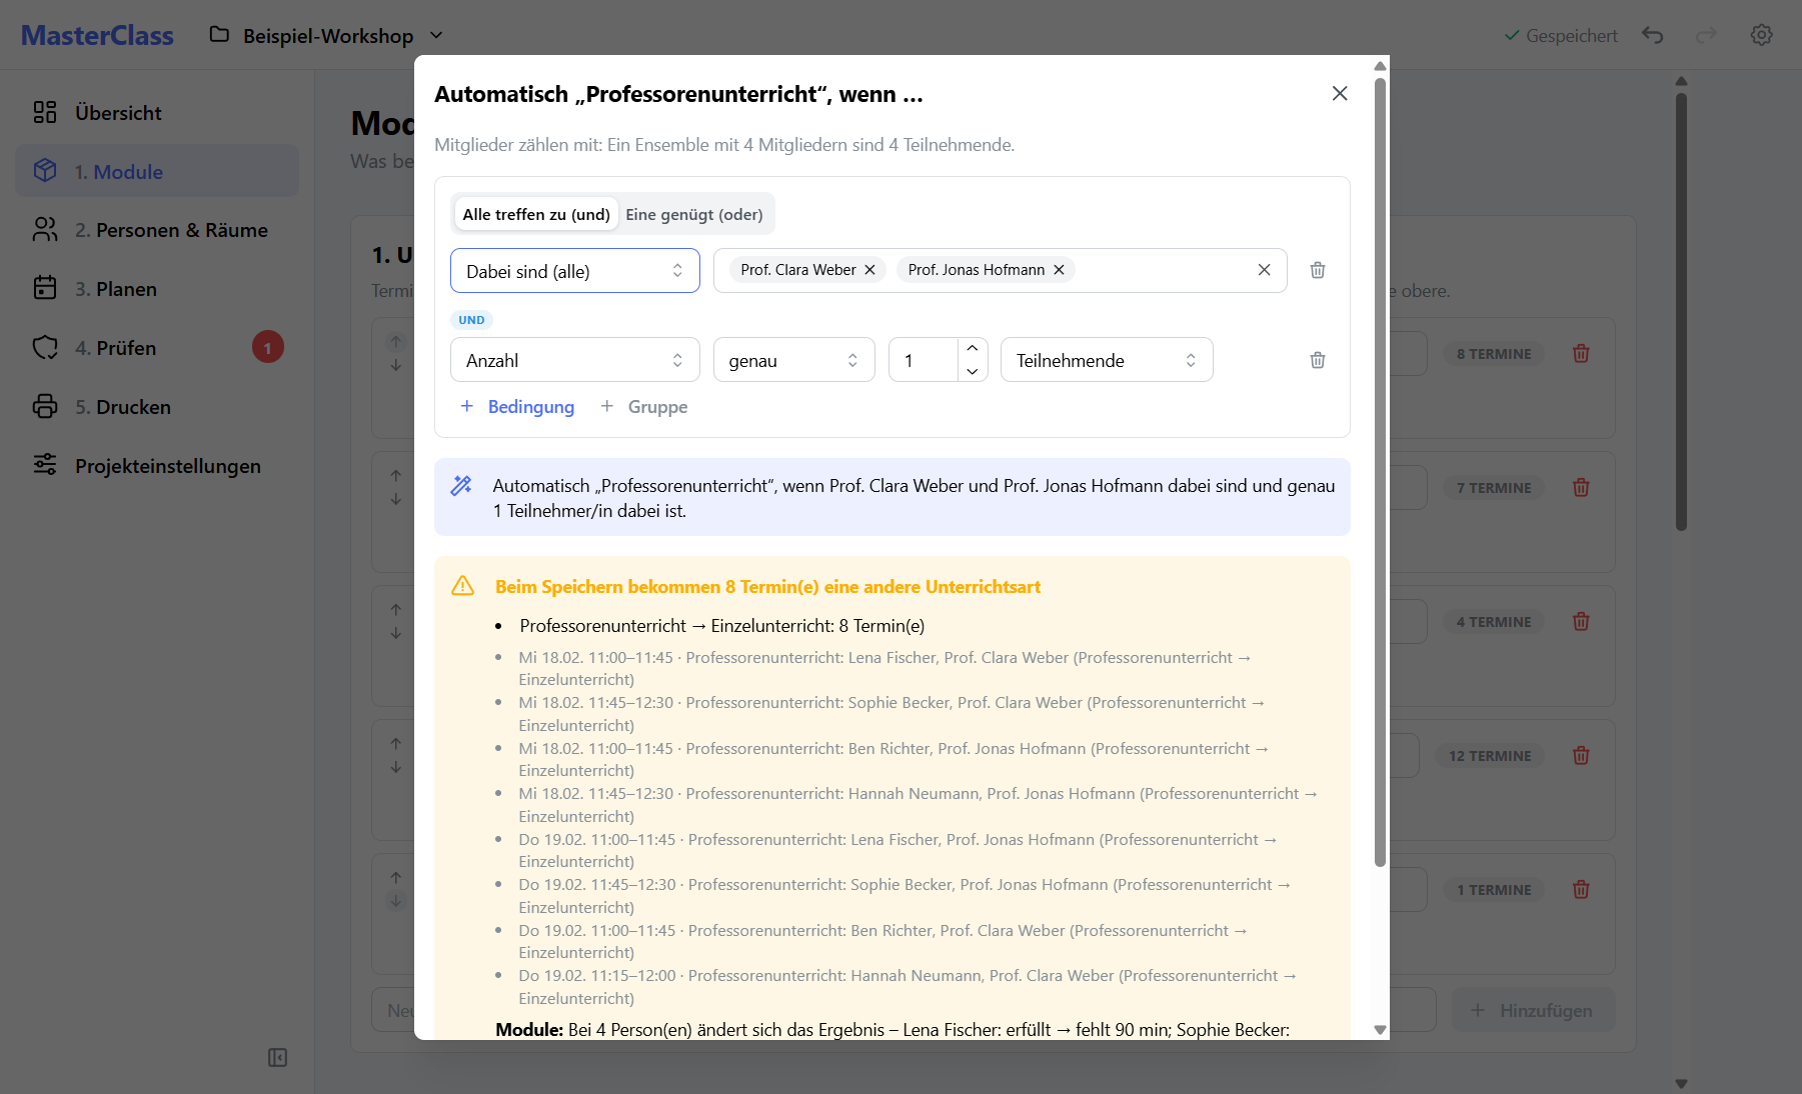 MasterClass
Beispiel-Workshop
Gespeichert
Übersicht
1. Module
2. Personen & Räume
3. Planen
4. Prüfen
1
5. Drucken
Projekteinstellungen
Automatisch „Professorenunterricht“, wenn …
Mitglieder zählen mit: Ein Ensemble mit 4 Mitgliedern sind 4 Teilnehmende.
Alle treffen zu (und) Eine genügt (oder)
Dabei sind (alle) Prof. Clara Weber Prof. Jonas Hofmann
UND
Anzahl genau 1 Teilnehmende
+ Bedingung + Gruppe
Automatisch „Professorenunterricht“, wenn Prof. Clara Weber und Prof. Jonas Hofmann dabei sind und genau
1 Teilnehmer/in dabei ist.
Beim Speichern bekommen 8 Termin(e) eine andere Unterrichtsart
• Professorenunterricht → Einzelunterricht: 8 Termin(e)
• Mi 18.02. 11:00–11:45 · Professorenunterricht: Lena Fischer, Prof. Clara Weber (Professorenunterricht →
Einzelunterricht)
• Mi 18.02. 11:45–12:30 · Professorenunterricht: Sophie Becker, Prof. Clara Weber (Professorenunterricht →
Einzelunterricht)
• Mi 18.02. 11:00–11:45 · Professorenunterricht: Ben Richter, Prof. Jonas Hofmann (Professorenunterricht →
Einzelunterricht)
• Mi 18.02. 11:45–12:30 · Professorenunterricht: Hannah Neumann, Prof. Jonas Hofmann (Professorenunterricht →
Einzelunterricht)
• Do 19.02. 11:00–11:45 · Professorenunterricht: Lena Fischer, Prof. Jonas Hofmann (Professorenunterricht →
Einzelunterricht)
• Do 19.02. 11:45–12:30 · Professorenunterricht: Sophie Becker, Prof. Jonas Hofmann (Professorenunterricht →
Einzelunterricht)
• Do 19.02. 11:00–11:45 · Professorenunterricht: Ben Richter, Prof. Clara Weber (Professorenunterricht →
Einzelunterricht)
• Do 19.02. 11:15–12:00 · Professorenunterricht: Hannah Neumann, Prof. Clara Weber (Professorenunterricht →
Einzelunterricht)
Module: Bei 4 Person(en) ändert sich das Ergebnis – Lena Fischer: erfüllt → fehlt 90 min; Sophie Becker:
Was be
1. U
Termi
e obere.
8 TERMINE
7 TERMINE
4 TERMINE
12 TERMINE
1 TERMINE
+ Hinzufügen